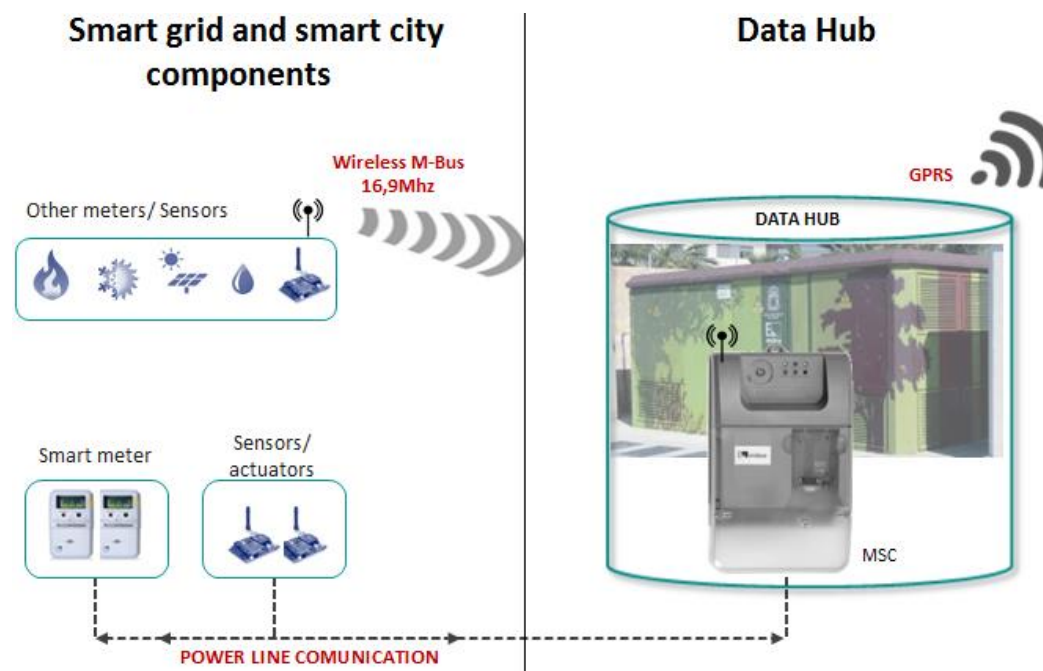 Smart grid and smart city
components
Data Hub
Wireless M-Bus
16,9Mhz
GPRS
Other meters/ Sensors
DATA HUB
Smart meter
Sensors/
actuators
MSC
POWER LINE COMUNICATION